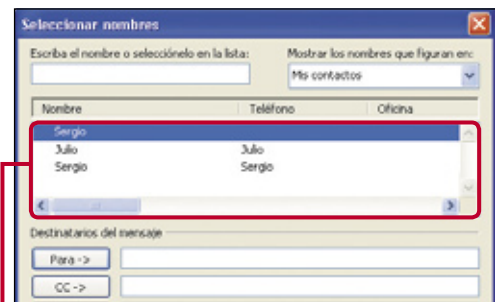 Seleccionar nombres
Escriba el nombre o selecciónelo en la lista: Mostrar los nombres que figuran en:
Mis contactos
Nombre Teléfono Oficina
Sergio
Julio Julio
Sergio Sergio
Destinatarios del mensaje
Para ->
CC ->